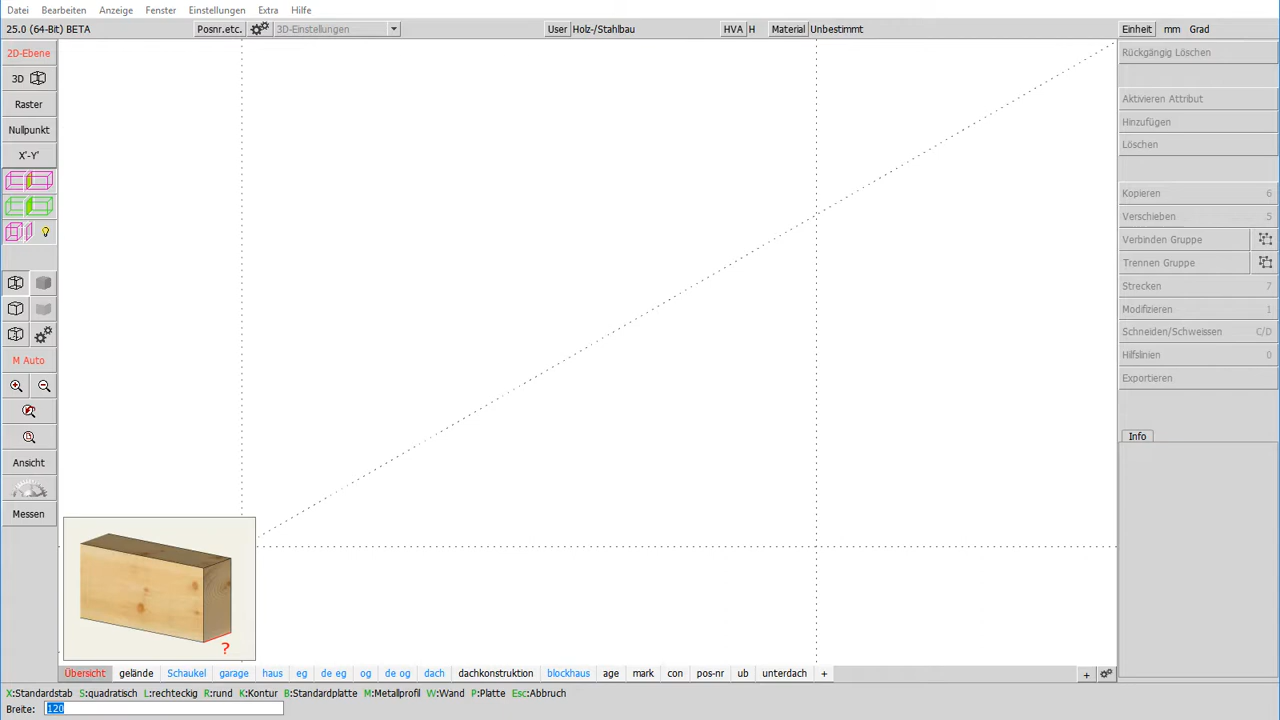 Datei Bearbeiten Anzeige Fenster Einstellungen Extra Hilfe
25.0 (64-Bit) BETA Posnr.etc. 3D-Einstellungen User Holz-/Stahlbau HVA H Material Unbestimmt Einheit mm Grad
2D-Ebene
3D
Raster
Nullpunkt
X'-Y'
M Auto
Ansicht
Messen
Rückgängig Löschen
Aktivieren Attribut
Hinzufügen
Löschen
Kopieren 6
Verschieben 5
Verbinden Gruppe
Trennen Gruppe
Strecken 7
Modifizieren 1
Schneiden/Schweissen C/D
Hilfslinien 0
Exportieren
Info
?
Übersicht gelände Schaukel garage haus eg de eg og de og dach dachkonstruktion blockhaus age mark con pos-nr ub unterdach + +
X:Standardstab S:quadratisch L:rechteckig R:rund K:Kontur B:Standardplatte M:Metallprofil W:Wand P:Platte Esc:Abbruch
Breite: 120